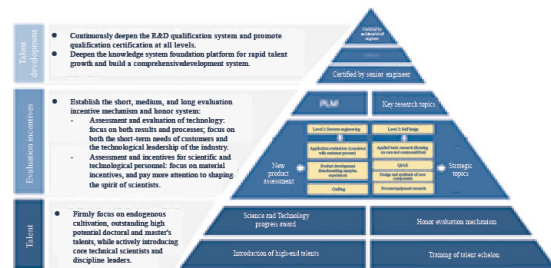 Talent
development
● Continuously deepen the R&D qualification system and promote
qualification certification at all levels.
● Deepen the knowledge system foundation platform for rapid talent
growth and build a comprehensivedevelopment system.
Certified by senior engineer
Evaluation incentives
● Establish the short, medium, and long evaluation
incentive mechanism and honor system:
- Assessment and evaluation of technology:
focus on both results and processes; focus on
both the short-term needs of customers and
the technological leadership of the industry.
- Assessment and incentives for scientific and
technological personnel: focus on material
incentives, and pay more attention to shaping
the spirit of scientists.
PLM
Key research topics
New
product
assessment
Level 1: Reverse engineering
Product development
(benchmarking samples,
experience)
Crafting
Level 2: Self design
Q&A/R
Design and synthesis of core
components
Process/equipment research
Strategic
topics
Talent
● Firmly focus on endogenous
cultivation, outstanding high
potential doctoral and master's
talents, while actively introducing
core technical scientists and
discipline leaders.
Science and Technology
progress award
Honor evaluation mechanism
Introduction of high-end talents
Training of talent echelon